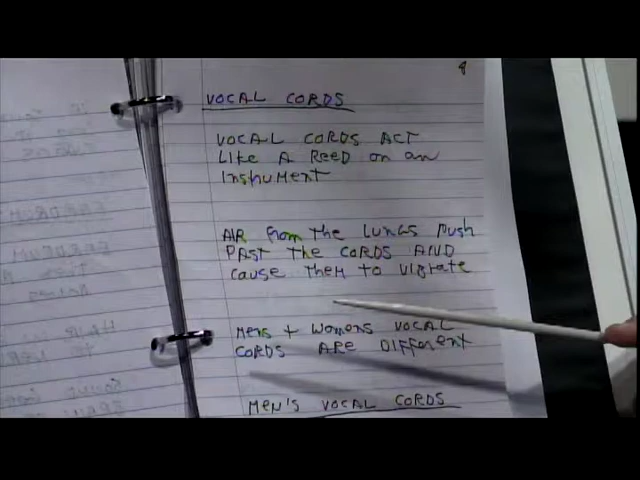 8
VOCAL CORDS
VOCAL CORDS ACT
LIKE A REED on an
InsTrUMenT
AIR From THe LUNGS PUSH
PAST THE CORDS AND
CAUSE THEM to VIBrATE
Mens + Womens VOCAL
CORDS ARE DIFFerenT
Men's VOCAL CORDS